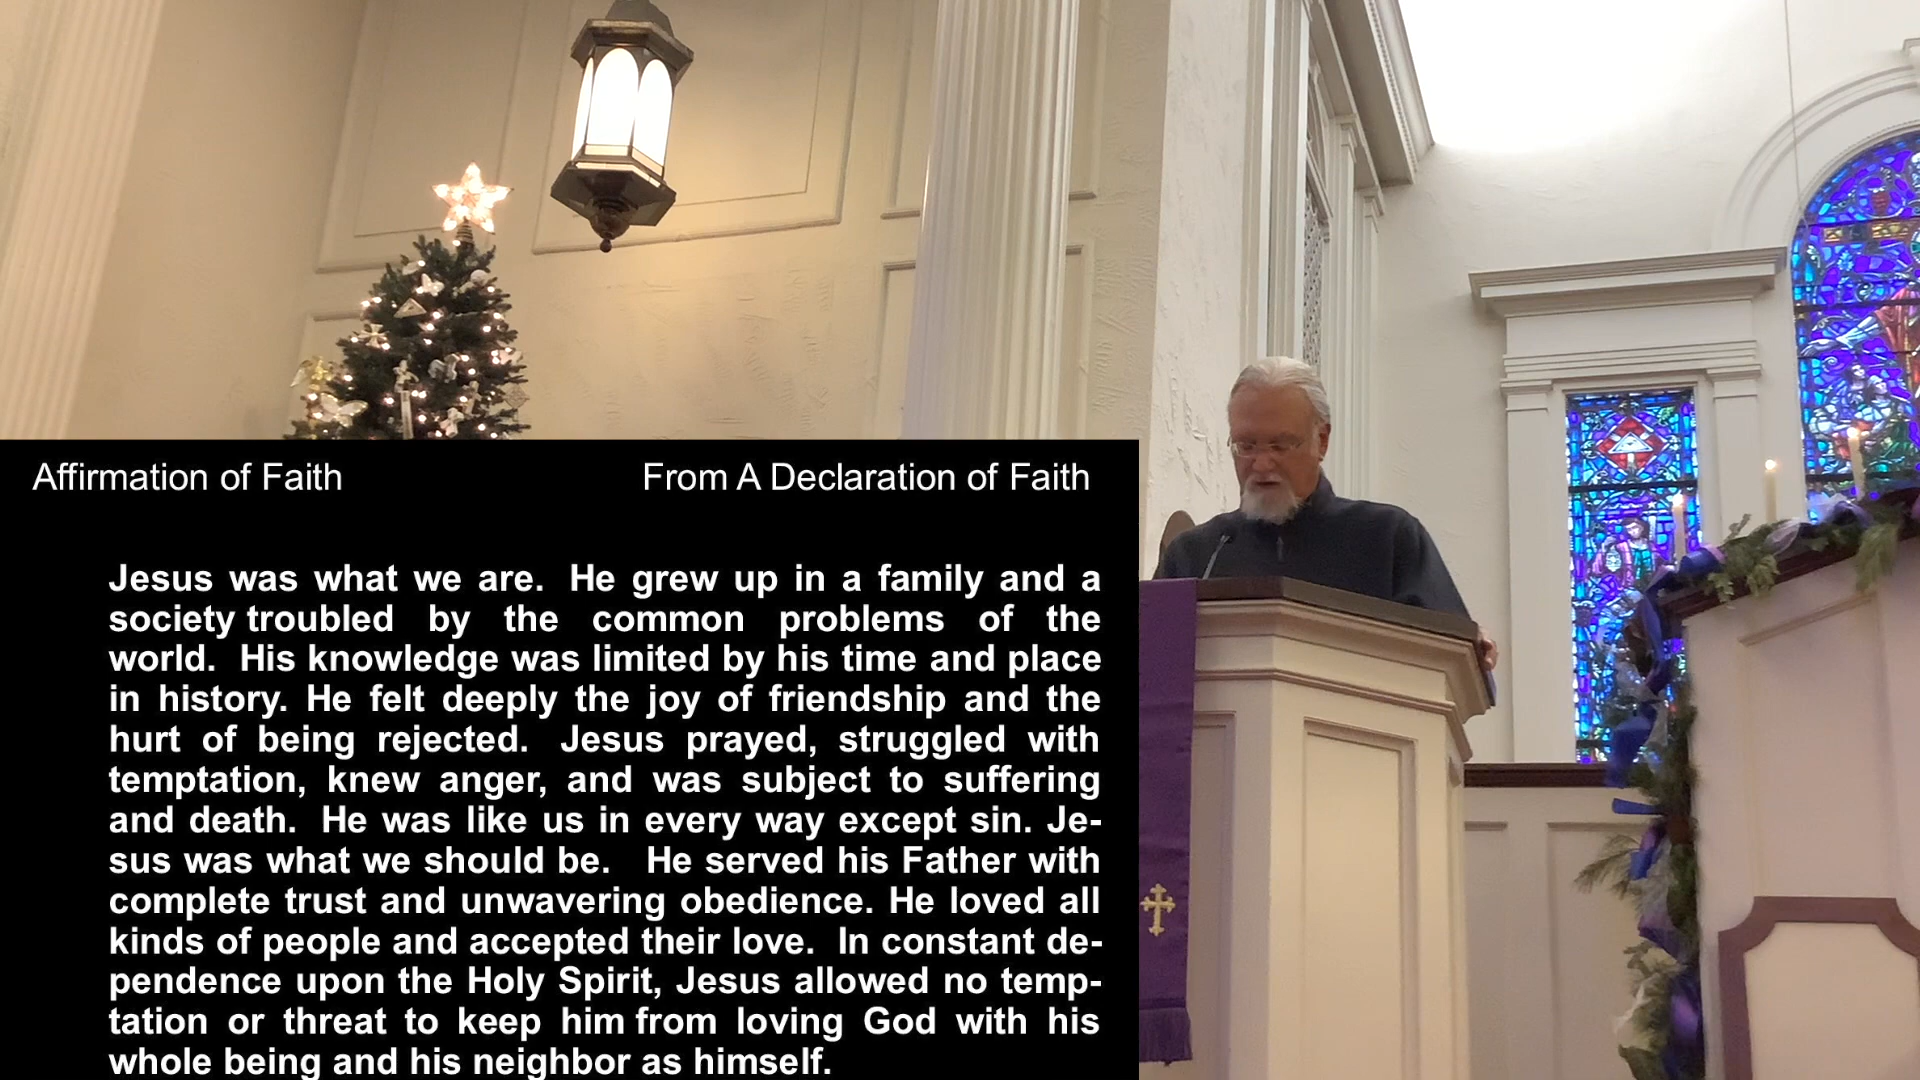 Affirmation of Faith From A Declaration of Faith
Jesus was what we are. He grew up in a family and a
society troubled by the common problems of the
world. His knowledge was limited by his time and place
in history. He felt deeply the joy of friendship and the
hurt of being rejected. Jesus prayed, struggled with
temptation, knew anger, and was subject to suffering
and death. He was like us in every way except sin. Je-
sus was what we should be. He served his Father with
complete trust and unwavering obedience. He loved all
kinds of people and accepted their love. In constant de-
pendence upon the Holy Spirit, Jesus allowed no temp-
tation or threat to keep him from loving God with his
whole being and his neighbor as himself.